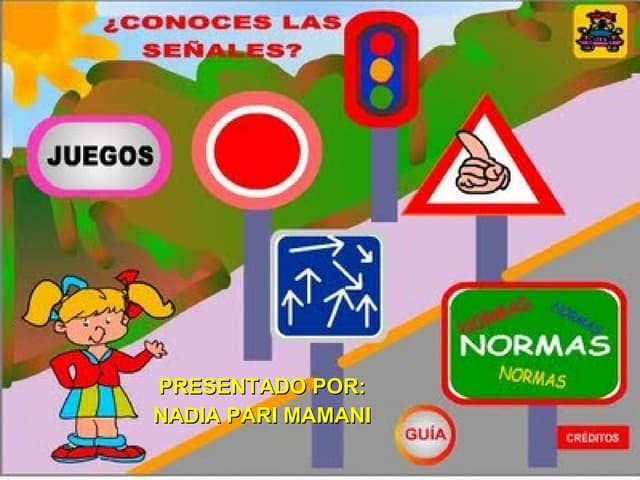 ¿CONOCES LAS
SEÑALES?
JUEGOS
NORMAS
NORMAS
NORMAS
NORMAS
PRESENTADO POR:
NADIA PARI MAMANI
GUÍA
CRÉDITOS